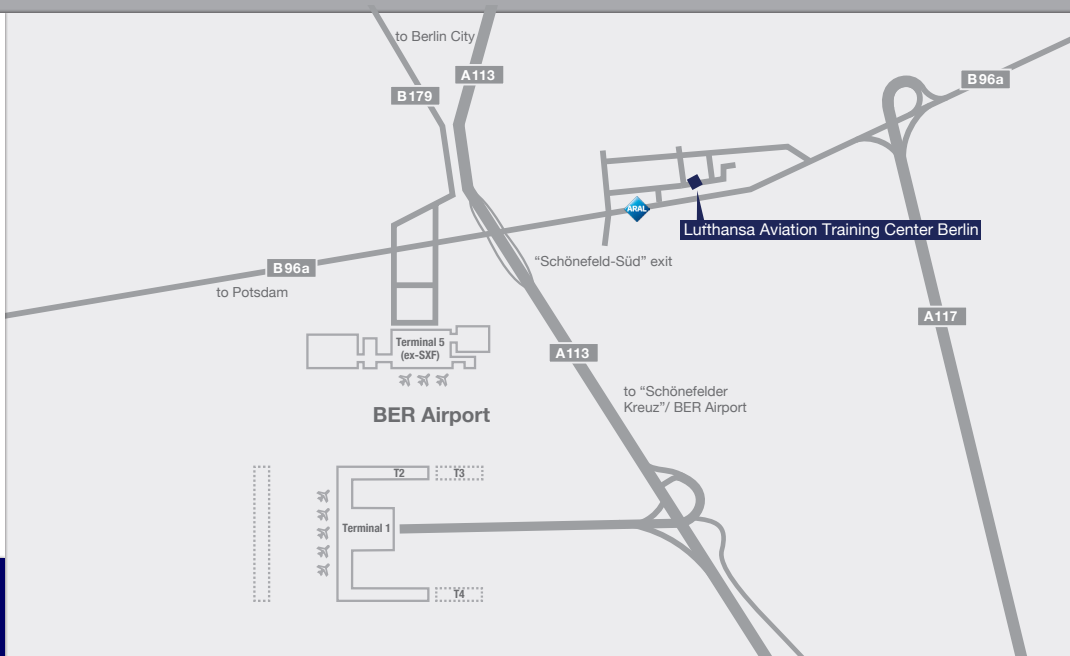 to Berlin City
A113
B96a
B179
ARAL
Lufthansa Aviation Training Center Berlin
“Schönefeld-Süd” exit
B96a
to Potsdam
A117
Terminal 5
(ex-SXF)
A113
to “Schönefelder
Kreuz”/ BER Airport
BER Airport
T2
T3
Terminal 1
T4